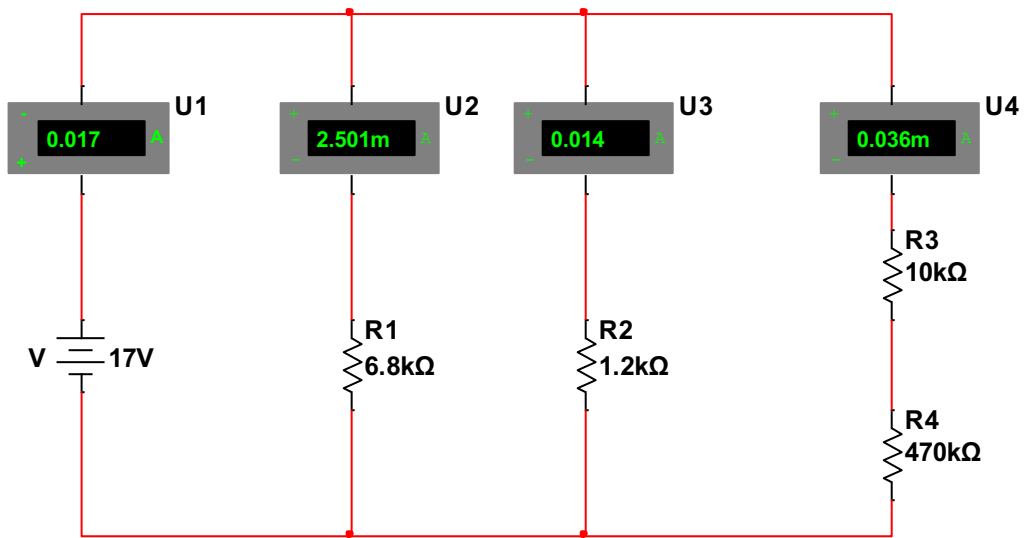 U1
-
0.017 A
+
U2
+
2.501m A
-
U3
+
0.014 A
-
U4
+
0.036m A
-
R3
10kΩ
V 17V
R1
6.8kΩ
R2
1.2kΩ
R4
470kΩ